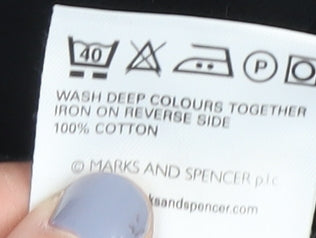 40 P
WASH DEEP COLOURS TOGETHER
IRON ON REVERSE SIDE
100% COTTON
© MARKS AND SPENCER p.l.c
ksandspencer.com